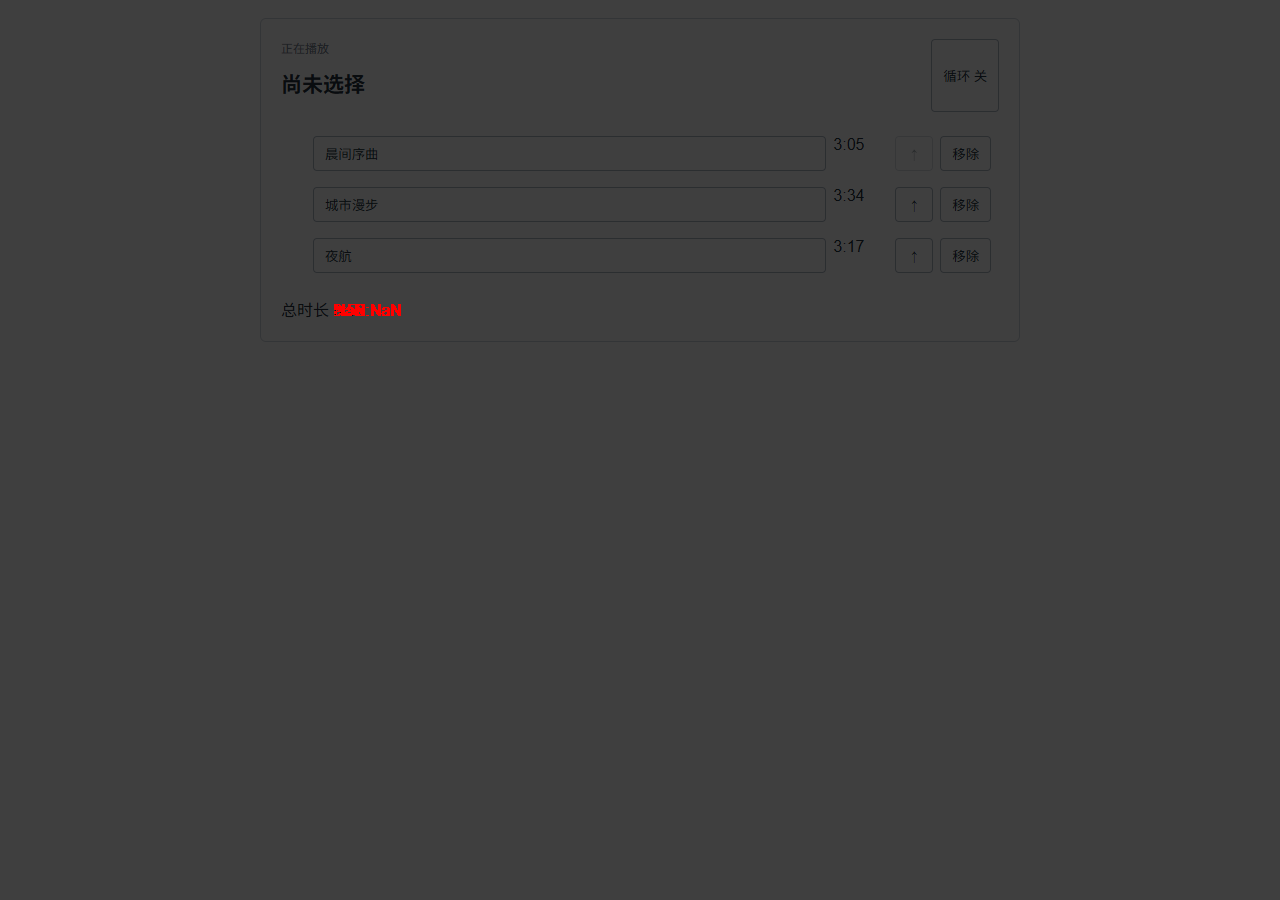 正在播放
尚未选择
循环 关
晨间序曲 3:05 ↑ 移除
城市漫步 3:34 ↑ 移除
夜航 3:17 ↑ 移除
总时长 NaN